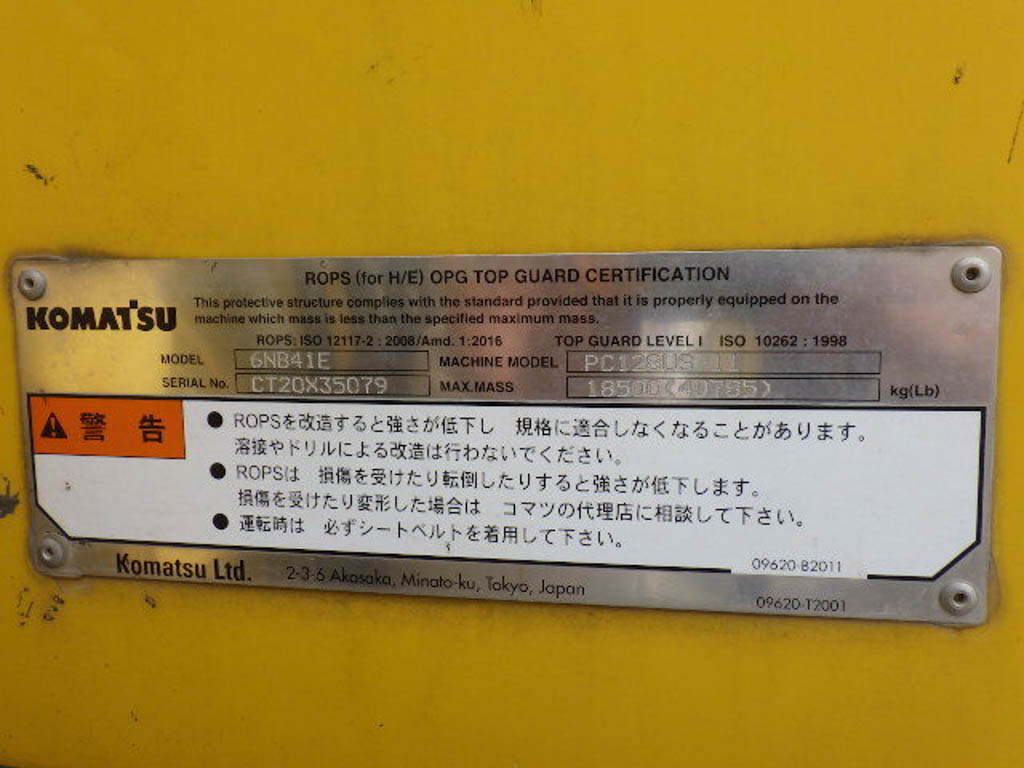 ROPS (for H/E) OPG TOP GUARD CERTIFICATION
KOMATSU
This protective structure complies with the standard provided that it is properly equipped on the
machine which mass is less than the specified maximum mass.
ROPS: ISO 12117-2 : 2008/Amd. 1:2016 TOP GUARD LEVEL I ISO 10262 : 1998
MODEL 6NB41E MACHINE MODEL PC128US-11
SERIAL No. CT20X35079 MAX.MASS 18500(40785) kg(Lb)
警告
● ROPSを改造すると強さが低下し 規格に適合しなくなることがあります。
溶接やドリルによる改造は行わないでください。
● ROPSは 損傷を受けたり転倒したりすると強さが低下します。
損傷を受けたり変形した場合は コマツの代理店に相談して下さい。
● 運転時は 必ずシートベルトを着用して下さい。
09620-B2011
Komatsu Ltd. 2-3-6 Akasaka, Minato-ku, Tokyo, Japan
09620-T2001